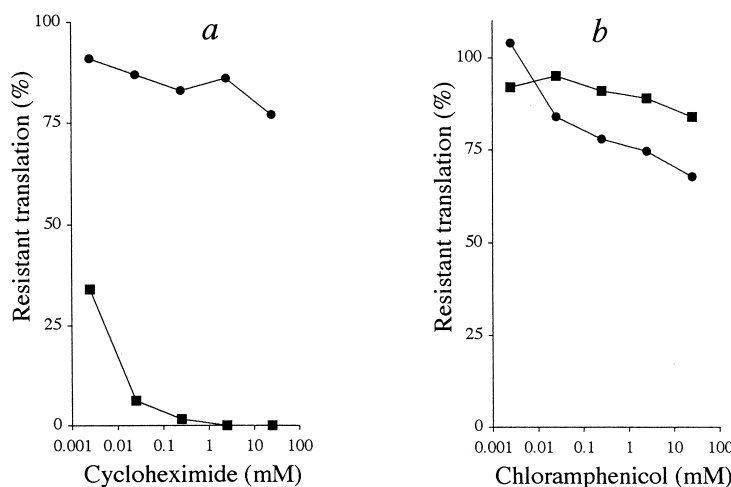 a
100
75
50
25
0
Resistant translation (%)
0.001 0.01 0.1 1 10 100
Cycloheximide (mM)
b
100
75
50
25
0
Resistant translation (%)
0.001 0.01 0.1 1 10 100
Chloramphenicol (mM)